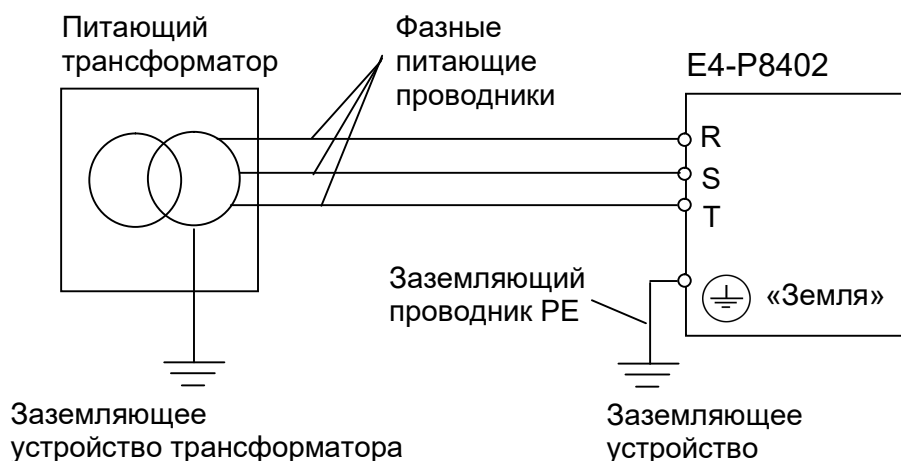 Питающий
трансформатор
Фазные
питающие
проводники
E4-P8402
R
S
T
Заземляющий
проводник PE
«Земля»
Заземляющее
устройство трансформатора
Заземляющее
устройство